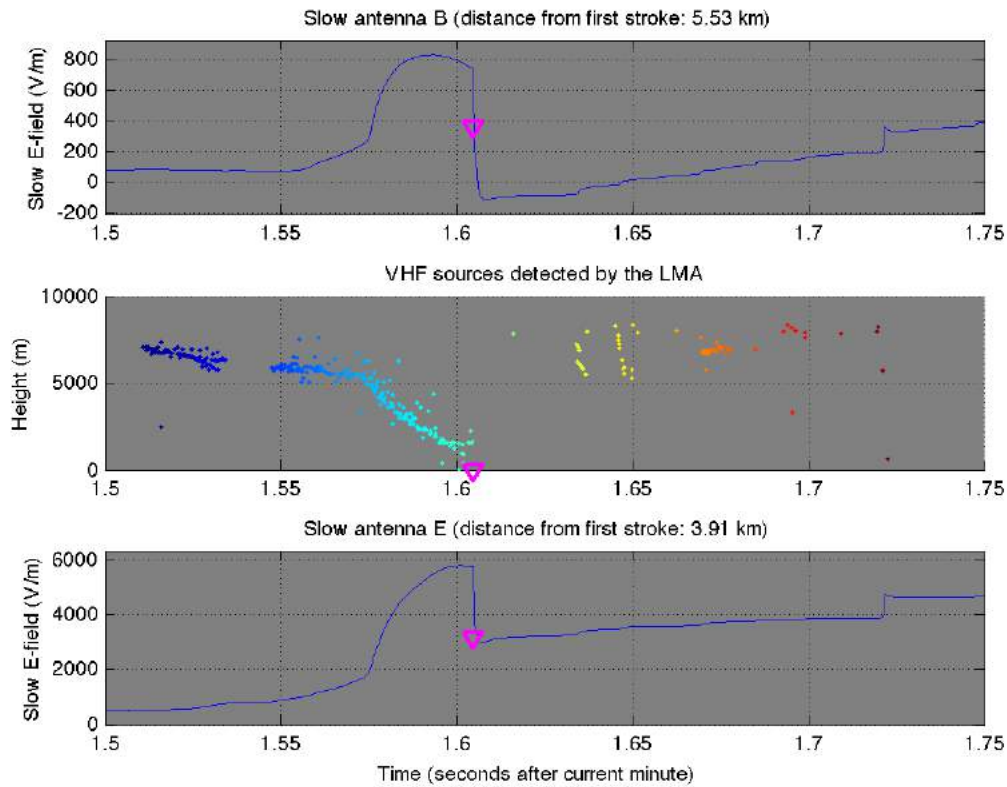 Slow antenna B (distance from first stroke: 5.53 km)
Slow E-field (V/m)
800
600
400
200
0
-200
1.5 1.55 1.6 1.65 1.7 1.75
VHF sources detected by the LMA
Height (m)
10000
5000
0
1.5 1.55 1.6 1.65 1.7 1.75
Slow antenna E (distance from first stroke: 3.91 km)
Slow E-field (V/m)
6000
4000
2000
0
1.5 1.55 1.6 1.65 1.7 1.75
Time (seconds after current minute)